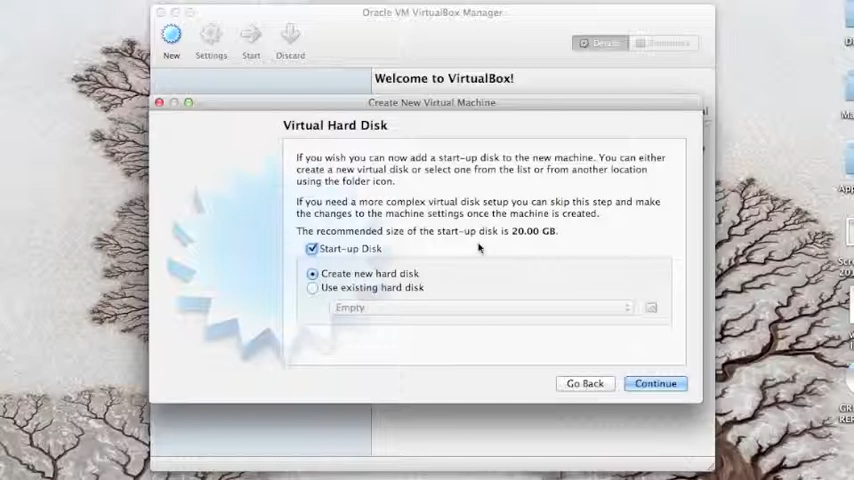 Oracle VM VirtualBox Manager
New Settings Start Discard
Details
Welcome to VirtualBox!
Create New Virtual Machine
Virtual Hard Disk
If you wish you can now add a start-up disk to the new machine. You can either
create a new virtual disk or select one from the list or from another location
using the folder icon.
If you need a more complex virtual disk setup you can skip this step and make
the changes to the machine settings once the machine is created.
The recommended size of the start-up disk is 20.00 GB.
Start-up Disk
Create new hard disk
Use existing hard disk
Empty
Go Back Continue